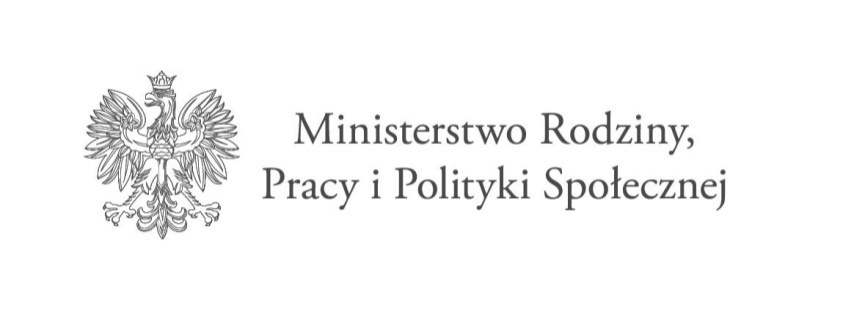 Ministerstwo Rodziny,
Pracy i Polityki Społecznej